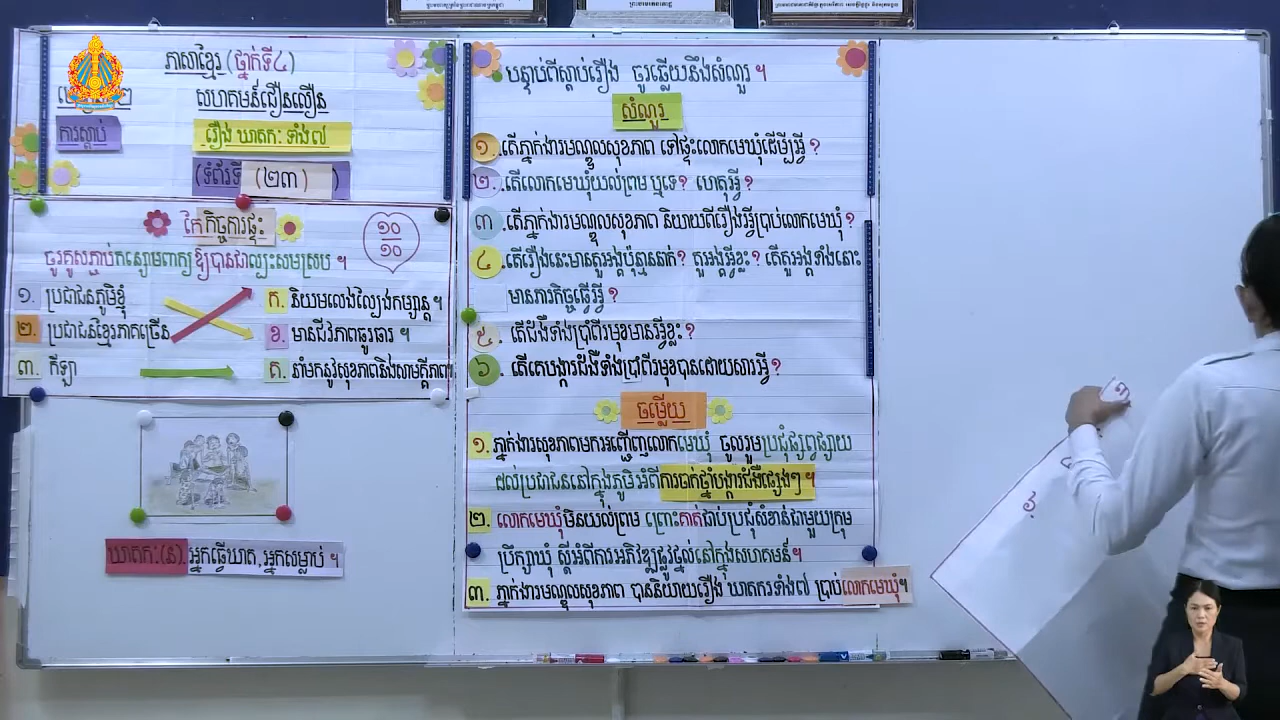 ភាសាខ្មែរ (ថ្នាក់ទី៤)
សហគមន៍ជឿនលឿន
ការស្ដាប់
រឿង ឃាតកៈ ទាំង៧
(ទំព័រទី (២៣) )
កែកិច្ចការផ្ទះ
១០
១០
ចូរគូសភ្ជាប់កន្សោមពាក្យឱ្យបានជាល្បះសមស្រប ។
១. ប្រជាជនភូមិខ្ញុំ
ក. និយមលេងល្បែងកម្សាន្ត ។
២. ប្រជាជនខ្មែរភាគច្រើន
ខ. មានជីវភាពធូរធារ ។
៣. កីឡា
គ. នាំមកនូវសុខភាពនិងសាមគ្គីភាព
ឃាតកៈ(ន) អ្នកធ្វើឃាត, អ្នកសម្លាប់ ។
បន្ទាប់ពីស្ដាប់រឿង ចូរឆ្លើយនឹងសំណួរ ។
សំណួរ
១. តើភ្នាក់ងារមណ្ឌលសុខភាព ទៅផ្ទះលោកមេឃុំដើម្បីអ្វី ?
២. តើលោកមេឃុំយល់ព្រម ឬទេ? ហេតុអ្វី ?
៣. តើភ្នាក់ងារមណ្ឌលសុខភាព និយាយពីរឿងអ្វីប្រាប់លោកមេឃុំ ?
៤. តើរឿងនេះមានតួអង្គប៉ុន្មាននាក់? តួអង្គអ្វីខ្លះ? តើតួអង្គទាំងនោះ
មានភារកិច្ចធ្វើអ្វី ?
៥. តើជំងឺទាំងប្រាំពីរមុខមានអ្វីខ្លះ ?
៦. តើគេបង្ការជំងឺទាំងប្រាំពីរមុខបានដោយសារអ្វី ?
ចម្លើយ
១. ភ្នាក់ងារសុខភាពមកអញ្ជើញលោកមេឃុំ ចូលរួមប្រជុំផ្សព្វផ្សាយ
ដល់ប្រជាជននៅក្នុងភូមិ អំពីការចាក់ថ្នាំបង្ការជំងឺផ្សេងៗ ។
២. លោកមេឃុំមិនយល់ព្រម ព្រោះគាត់ជាប់ប្រជុំសំខាន់ជាមួយក្រុម
ប្រឹក្សាឃុំ ស្ដីអំពីការអភិវឌ្ឍផ្លូវថ្នល់នៅក្នុងសហគមន៍។
៣. ភ្នាក់ងារមណ្ឌលសុខភាព បាននិយាយរឿង ឃាតករទាំង៧ ប្រាប់លោកមេឃុំ។